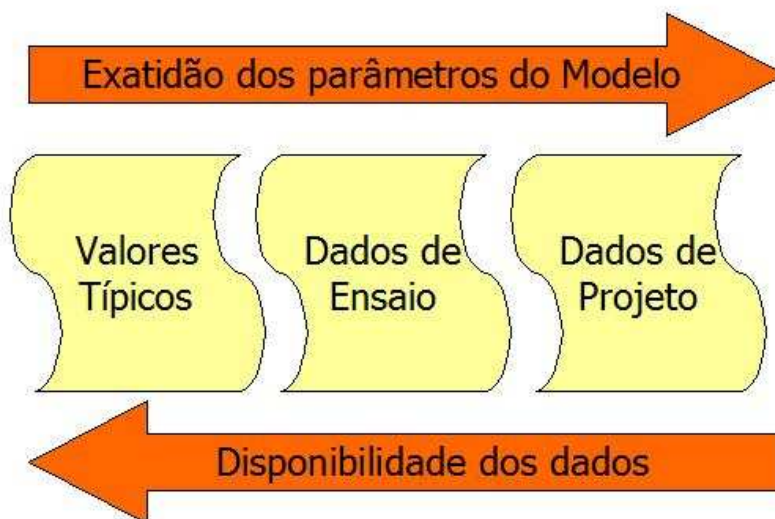 Exatidão dos parâmetros do Modelo
Valores
Típicos
Dados de
Ensaio
Dados de
Projeto
Disponibilidade dos dados